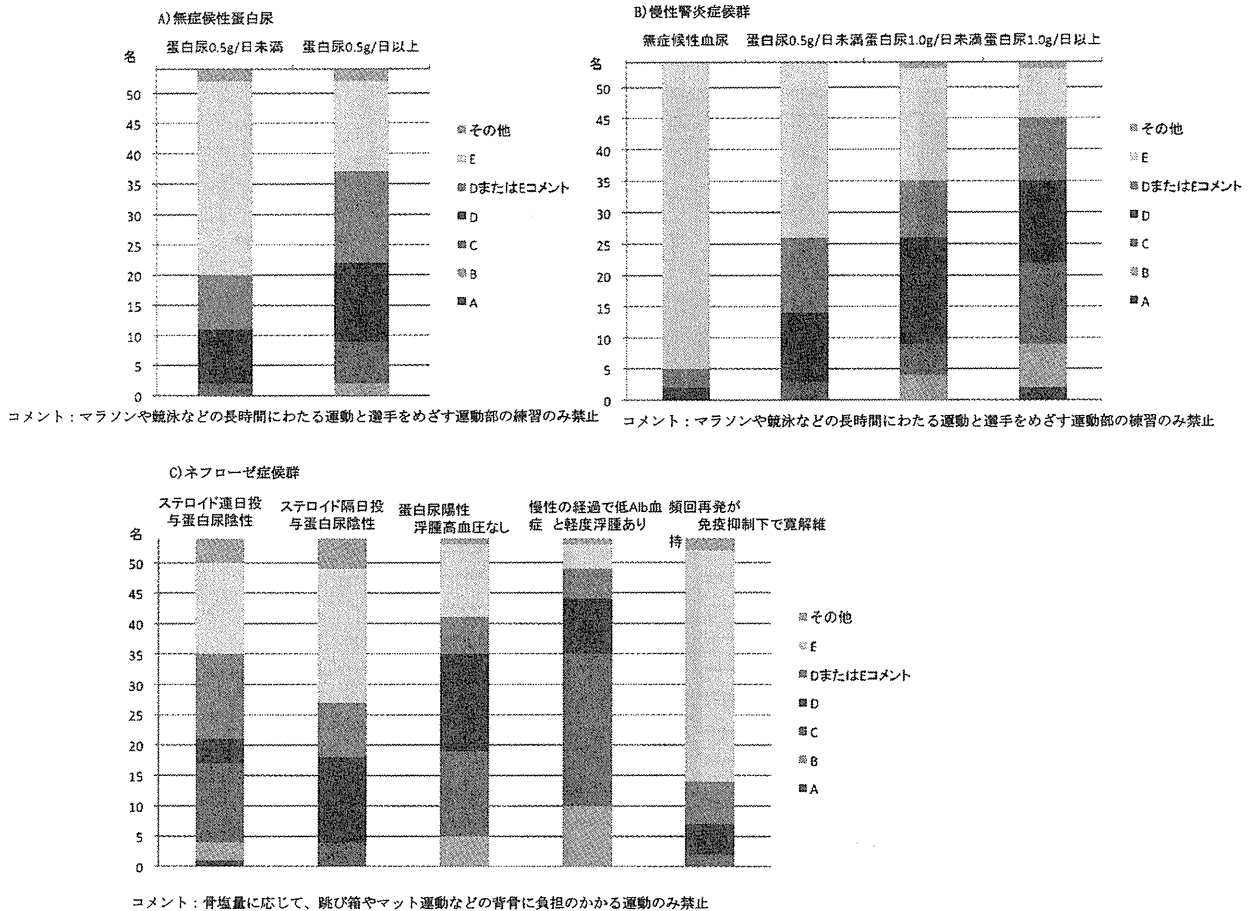 A)無症候性蛋白尿
蛋白尿0.5g/日未満 蛋白尿0.5g/日以上
名
50
45
40
35
30
25
20
15
10
5
0
その他
E
DまたはEコメント
D
C
B
A
コメント：マラソンや競泳などの長時間にわたる運動と選手をめざす運動部の練習のみ禁止
B)慢性腎炎症候群
無症候性血尿 蛋白尿0.5g/日未満 蛋白尿1.0g/日未満 蛋白尿1.0g/日以上
名
50
45
40
35
30
25
20
15
10
5
0
その他
E
DまたはEコメント
D
C
B
A
コメント：マラソンや競泳などの長時間にわたる運動と選手をめざす運動部の練習のみ禁止
C)ネフローゼ症候群
ステロイド連日投
与蛋白尿陰性
ステロイド隔日投
与蛋白尿陰性
蛋白尿陽性
浮腫高血圧なし
慢性の経過で低Alb血
症 と軽度浮腫あり
頻回再発が
免疫抑制下で寛解維
持
名
50
45
40
35
30
25
20
15
10
5
0
その他
E
DまたはEコメント
D
C
B
A
コメント：骨塩量に応じて、跳び箱やマット運動などの背骨に負担のかかる運動のみ禁止